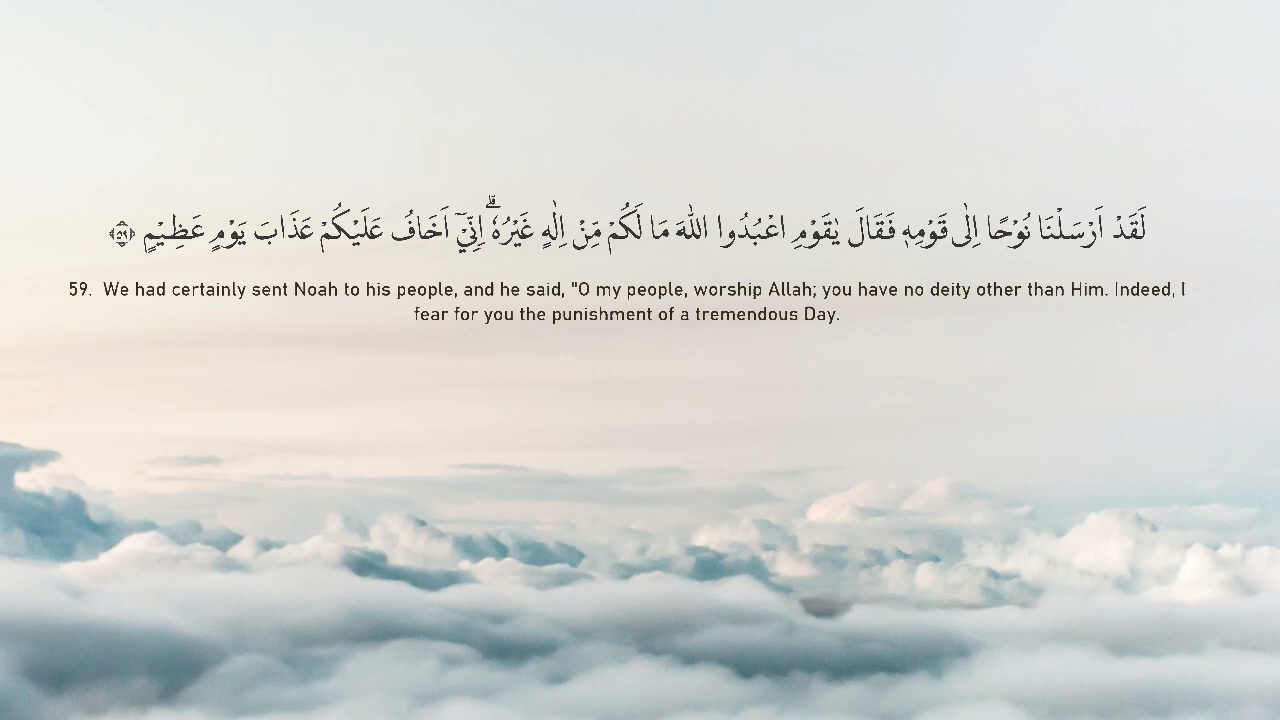 لَقَدْ اَرْسَلْنَا نُوْحًا اِلٰى قَوْمِهٖ فَقَالَ يٰقَوْمِ اعْبُدُوا اللّٰهَ مَا لَكُمْ مِّنْ اِلٰهٍ غَيْرُهٗ ۗاِنِّيْٓ اَخَافُ عَلَيْكُمْ عَذَابَ يَوْمٍ عَظِيْمٍ ٥٩
59. We had certainly sent Noah to his people, and he said, "O my people, worship Allah; you have no deity other than Him. Indeed, I
fear for you the punishment of a tremendous Day.